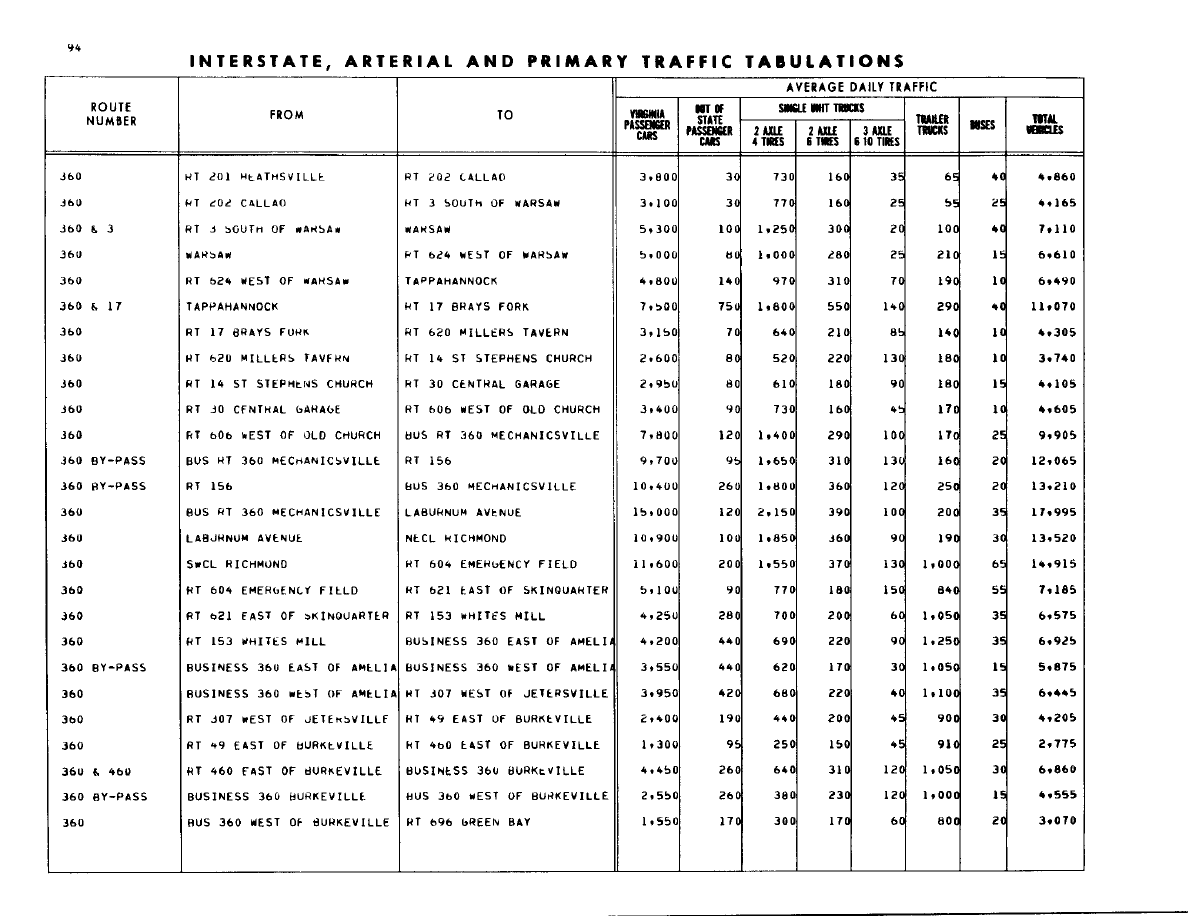 94
INTERSTATE, ARTERIAL AND PRIMARY TRAFFIC TABULATIONS
AVERAGE DAILY TRAFFIC
ROUTE NUMBER FROM TO VIRGINIA PASSENGER CARS OUT OF STATE PASSENGER CARS SINGLE UNIT TRUCKS 2 AXLE 4 TIRES 2 AXLE 6 TIRES 3 AXLE 6 10 TIRES TRAILER TRUCKS BUSES TOTAL VEHICLES
360 RT 201 HEATHSVILLE RT 202 CALLAO 3,800 30 730 160 35 65 40 4,860
360 RT 202 CALLAO RT 3 SOUTH OF WARSAW 3,100 30 770 160 25 55 25 4,165
360 & 3 RT 3 SOUTH OF WARSAW WARSAW 5,300 100 1,250 300 20 100 40 7,110
360 WARSAW RT 624 WEST OF WARSAW 5,000 80 1,000 280 25 210 15 6,610
360 RT 624 WEST OF WARSAW TAPPAHANNOCK 4,800 140 970 310 70 190 10 6,490
360 & 17 TAPPAHANNOCK RT 17 BRAYS FORK 7,500 750 1,800 550 140 290 40 11,070
360 RT 17 BRAYS FORK RT 620 MILLERS TAVERN 3,150 70 640 210 85 140 10 4,305
360 RT 620 MILLERS TAVERN RT 14 ST STEPHENS CHURCH 2,600 80 520 220 130 180 10 3,740
360 RT 14 ST STEPHENS CHURCH RT 30 CENTRAL GARAGE 2,950 80 610 180 90 180 15 4,105
360 RT 30 CENTRAL GARAGE RT 606 WEST OF OLD CHURCH 3,400 90 730 160 45 170 10 4,605
360 RT 606 WEST OF OLD CHURCH BUS RT 360 MECHANICSVILLE 7,800 120 1,400 290 100 170 25 9,905
360 BY-PASS BUS RT 360 MECHANICSVILLE RT 156 9,700 95 1,650 310 130 160 20 12,065
360 BY-PASS RT 156 BUS 360 MECHANICSVILLE 10,400 260 1,800 360 120 250 20 13,210
360 BUS RT 360 MECHANICSVILLE LABURNUM AVENUE 15,000 120 2,150 390 100 200 35 17,995
360 LABURNUM AVENUE NECL RICHMOND 10,900 100 1,850 360 90 190 30 13,520
360 SWCL RICHMOND RT 604 EMERGENCY FIELD 11,600 200 1,550 370 130 1,000 65 14,915
360 RT 604 EMERGENCY FIELD RT 621 EAST OF SKINQUARTER 5,100 90 770 180 150 840 55 7,185
360 RT 621 EAST OF SKINQUARTER RT 153 WHITES MILL 4,250 280 700 200 60 1,050 35 6,575
360 RT 153 WHITES MILL BUSINESS 360 EAST OF AMELIA 4,200 440 690 220 90 1,250 35 6,925
360 BY-PASS BUSINESS 360 EAST OF AMELIA BUSINESS 360 WEST OF AMELIA 3,550 440 620 170 30 1,050 15 5,875
360 BUSINESS 360 WEST OF AMELIA RT 307 WEST OF JETERSVILLE 3,950 420 680 220 40 1,100 35 6,445
360 RT 307 WEST OF JETERSVILLE RT 49 EAST OF BURKEVILLE 2,400 190 440 200 45 900 30 4,205
360 RT 49 EAST OF BURKEVILLE RT 460 EAST OF BURKEVILLE 1,300 95 250 150 45 910 25 2,775
360 & 460 RT 460 EAST OF BURKEVILLE BUSINESS 360 BURKEVILLE 4,450 260 640 310 120 1,050 30 6,860
360 BY-PASS BUSINESS 360 BURKEVILLE BUS 360 WEST OF BURKEVILLE 2,550 260 380 230 120 1,000 15 4,555
360 BUS 360 WEST OF BURKEVILLE RT 696 GREEN BAY 1,550 170 300 170 60 800 20 3,070